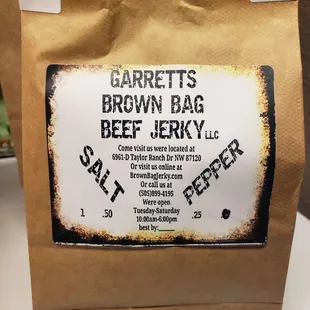 GARRETTS
BROWN BAG
BEEF JERKY LLC
Come visit us were located at
6961-D Taylor Ranch Dr NW 87120
Or visit us online at
BrownBagJerky.com
Or call us at
(505)899-4195
Were open
Tuesday-Saturday
10:00am-6:00pm
best by:______
SALT
PEPPER
1 .50 .25